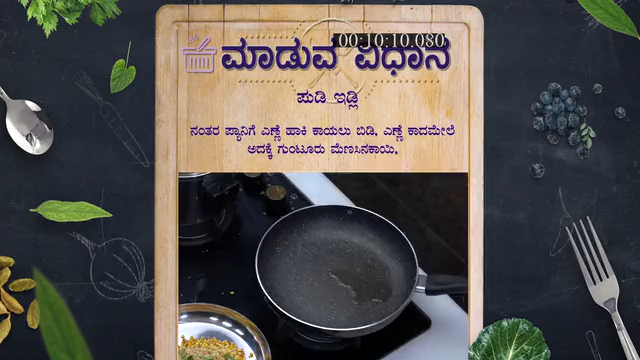 00:10:10.080
ಮಾಡುವ ವಿಧಾನ
ಪುಡಿ ಇಡ್ಲಿ
ನಂತರ ಪ್ಯಾನಿಗೆ ಎಣ್ಣೆ ಹಾಕಿ ಕಾಯಲು ಬಿಡಿ, ಎಣ್ಣೆ ಕಾದಮೇಲೆ
ಅದಕ್ಕೆ ಗುಂಟೂರು ಮೆಣಸಿನಕಾಯಿ,